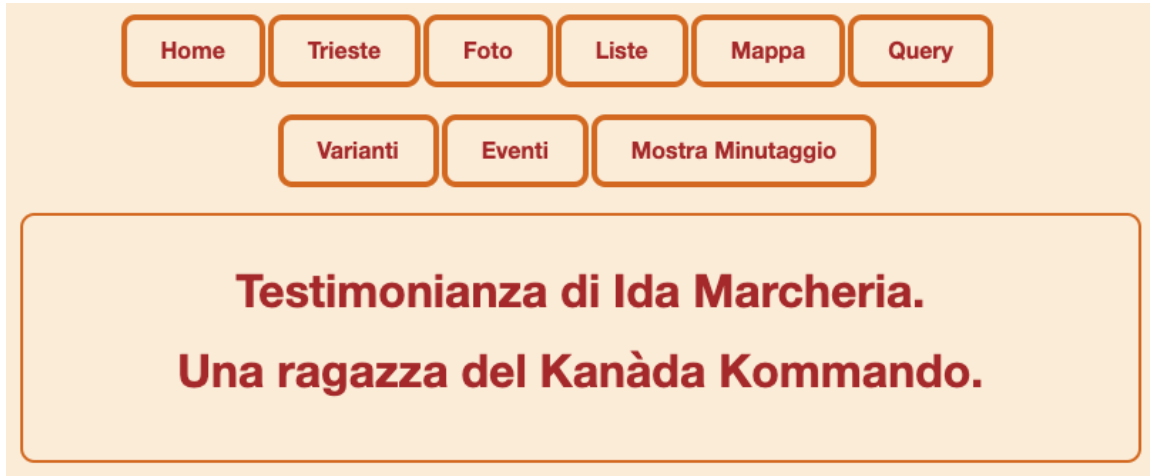 Home Trieste Foto Liste Mappa Query
Varianti Eventi Mostra Minutaggio
Testimonianza di Ida Marcheria.
Una ragazza del Kanàda Kommando.